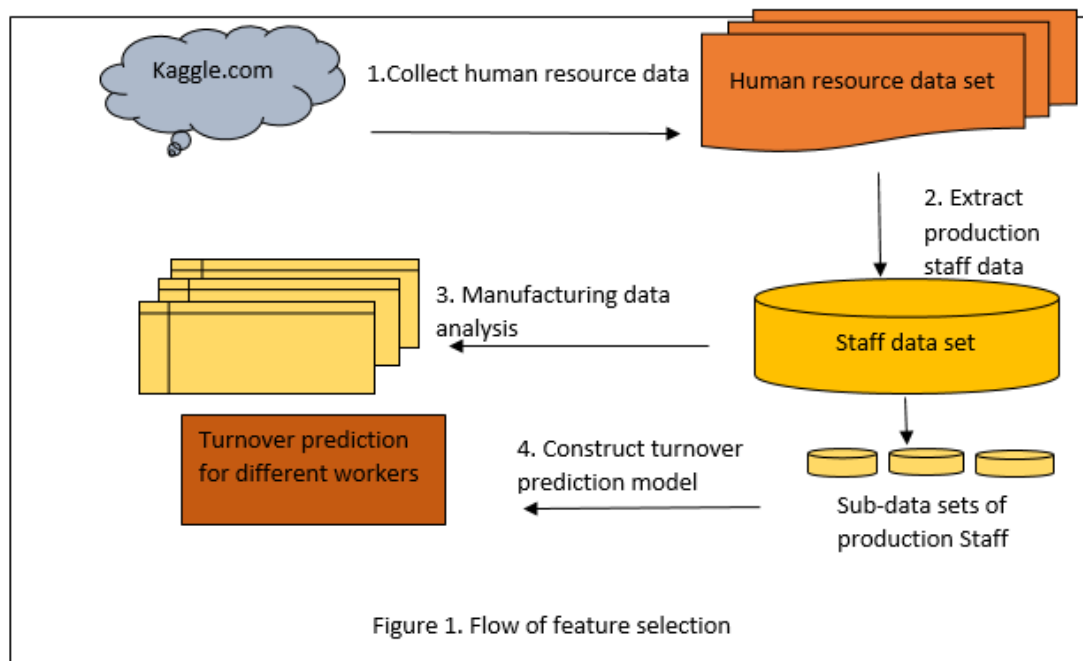 Kaggle.com
1.Collect human resource data
Human resource data set
2. Extract
production
staff data
3. Manufacturing data
analysis
Staff data set
Turnover prediction
for different workers
4. Construct turnover
prediction model
Sub-data sets of
production Staff
Figure 1. Flow of feature selection